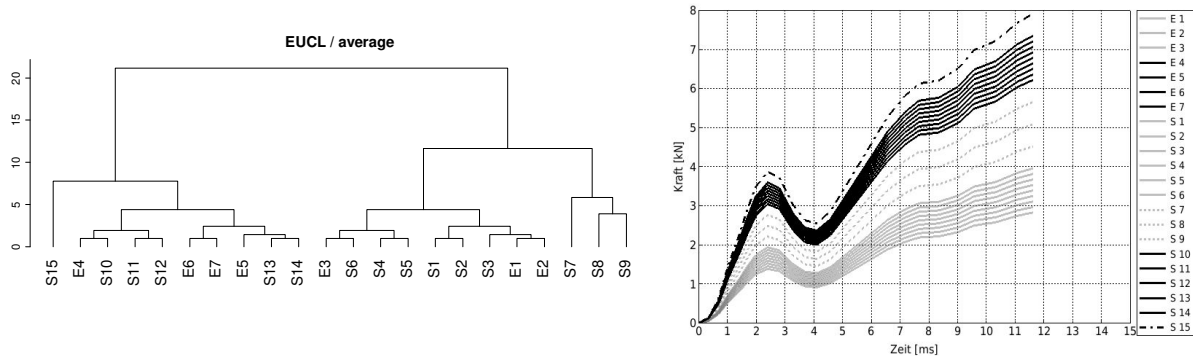 EUCL / average
20
15
10
5
0
S15
E4
S10
S11
S12
E6
E7
E5
S13
S14
E3
S6
S4
S5
S1
S2
S3
E1
E2
S7
S8
S9
8
7
6
5
4
3
2
1
0
Kraft [kN]
0 1 2 3 4 5 6 7 8 9 10 11 12 13 14 15
Zeit [ms]
E 1
E 2
E 3
E 4
E 5
E 6
E 7
S 1
S 2
S 3
S 4
S 5
S 6
S 7
S 8
S 9
S 10
S 11
S 12
S 13
S 14
S 15